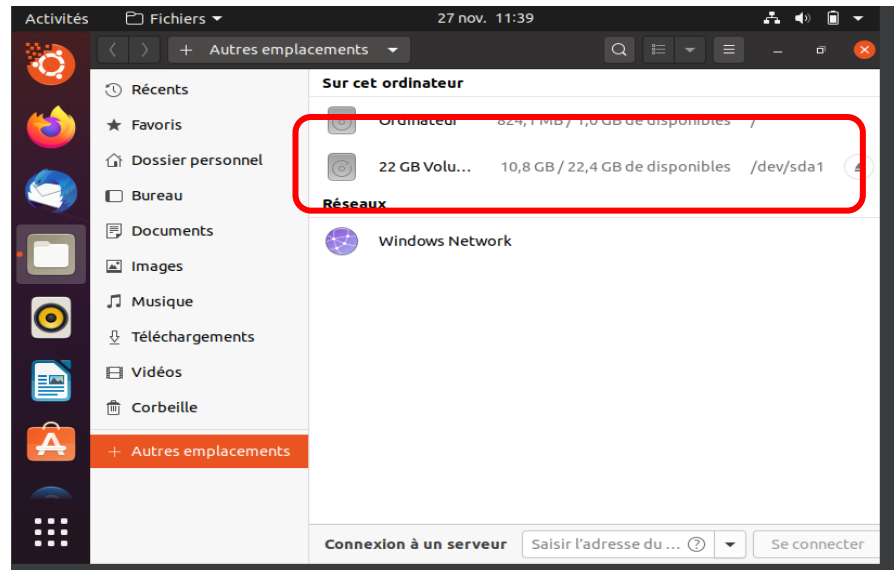 Activités Fichiers 27 nov. 11:39
+ Autres emplacements
Récents
Favoris
Dossier personnel
Bureau
Documents
Images
Musique
Téléchargements
Vidéos
Corbeille
+ Autres emplacements
Sur cet ordinateur
Ordinateur 824,1 MB / 1,0 GB de disponibles /
22 GB Volu... 10,8 GB / 22,4 GB de disponibles /dev/sda1
Réseaux
Windows Network
Connexion à un serveur Saisir l'adresse du ... Se connecter